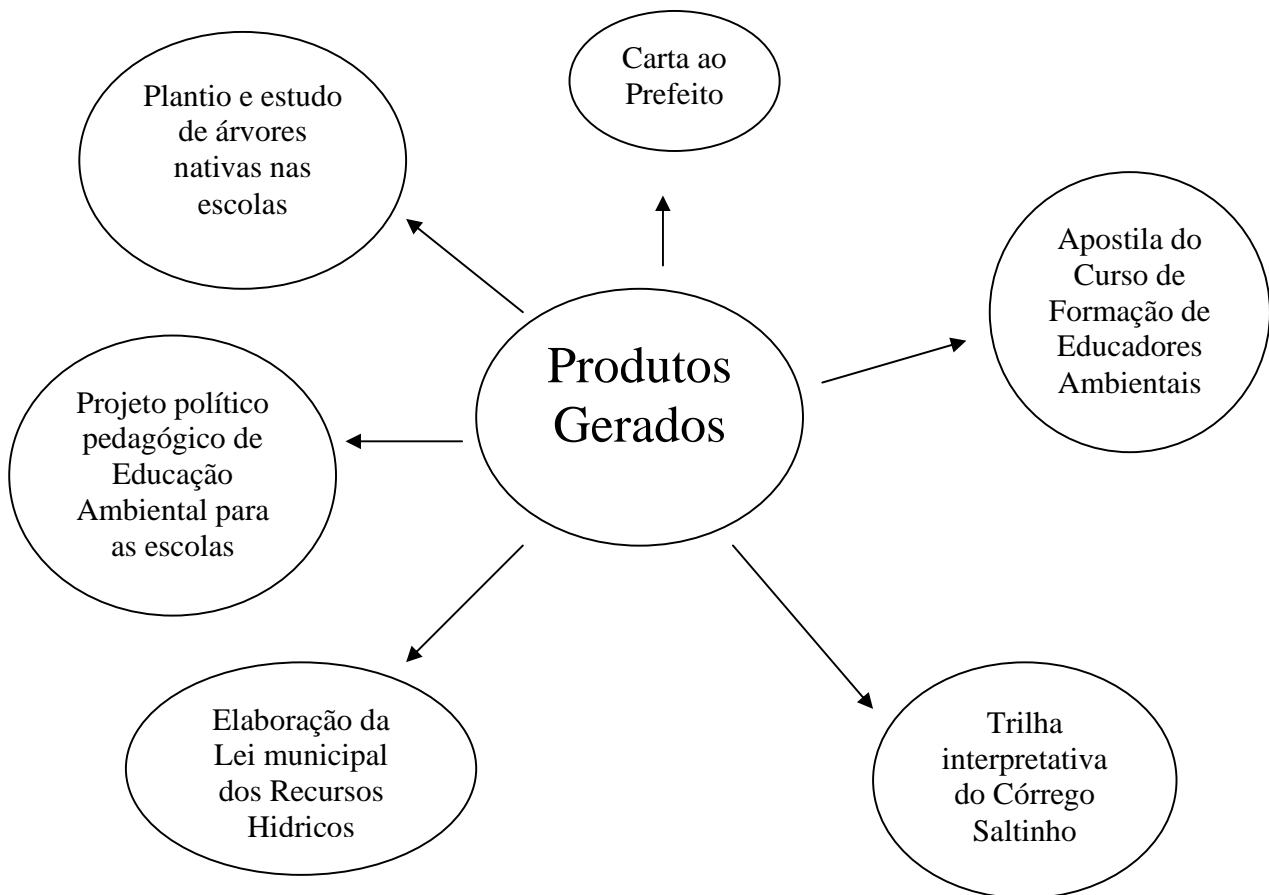 Carta ao
Prefeito
Plantio e estudo
de árvores
nativas nas
escolas
Apostila do
Curso de
Formação de
Educadores
Ambientais
Produtos
Gerados
Projeto político
pedagógico de
Educação
Ambiental para
as escolas
Elaboração da
Lei municipal
dos Recursos
Hidricos
Trilha
interpretativa
do Córrego
Saltinho